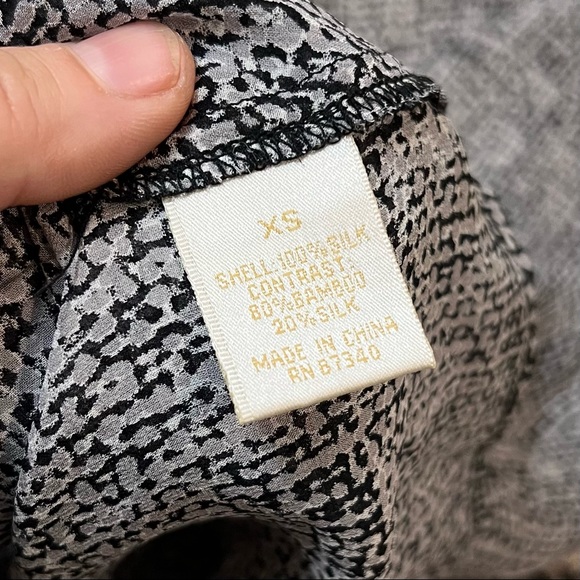 XS
SHELL:100%SILK
CONTRAST:
80%BAMBOO
20%SILK
MADE IN CHINA
RN 87340